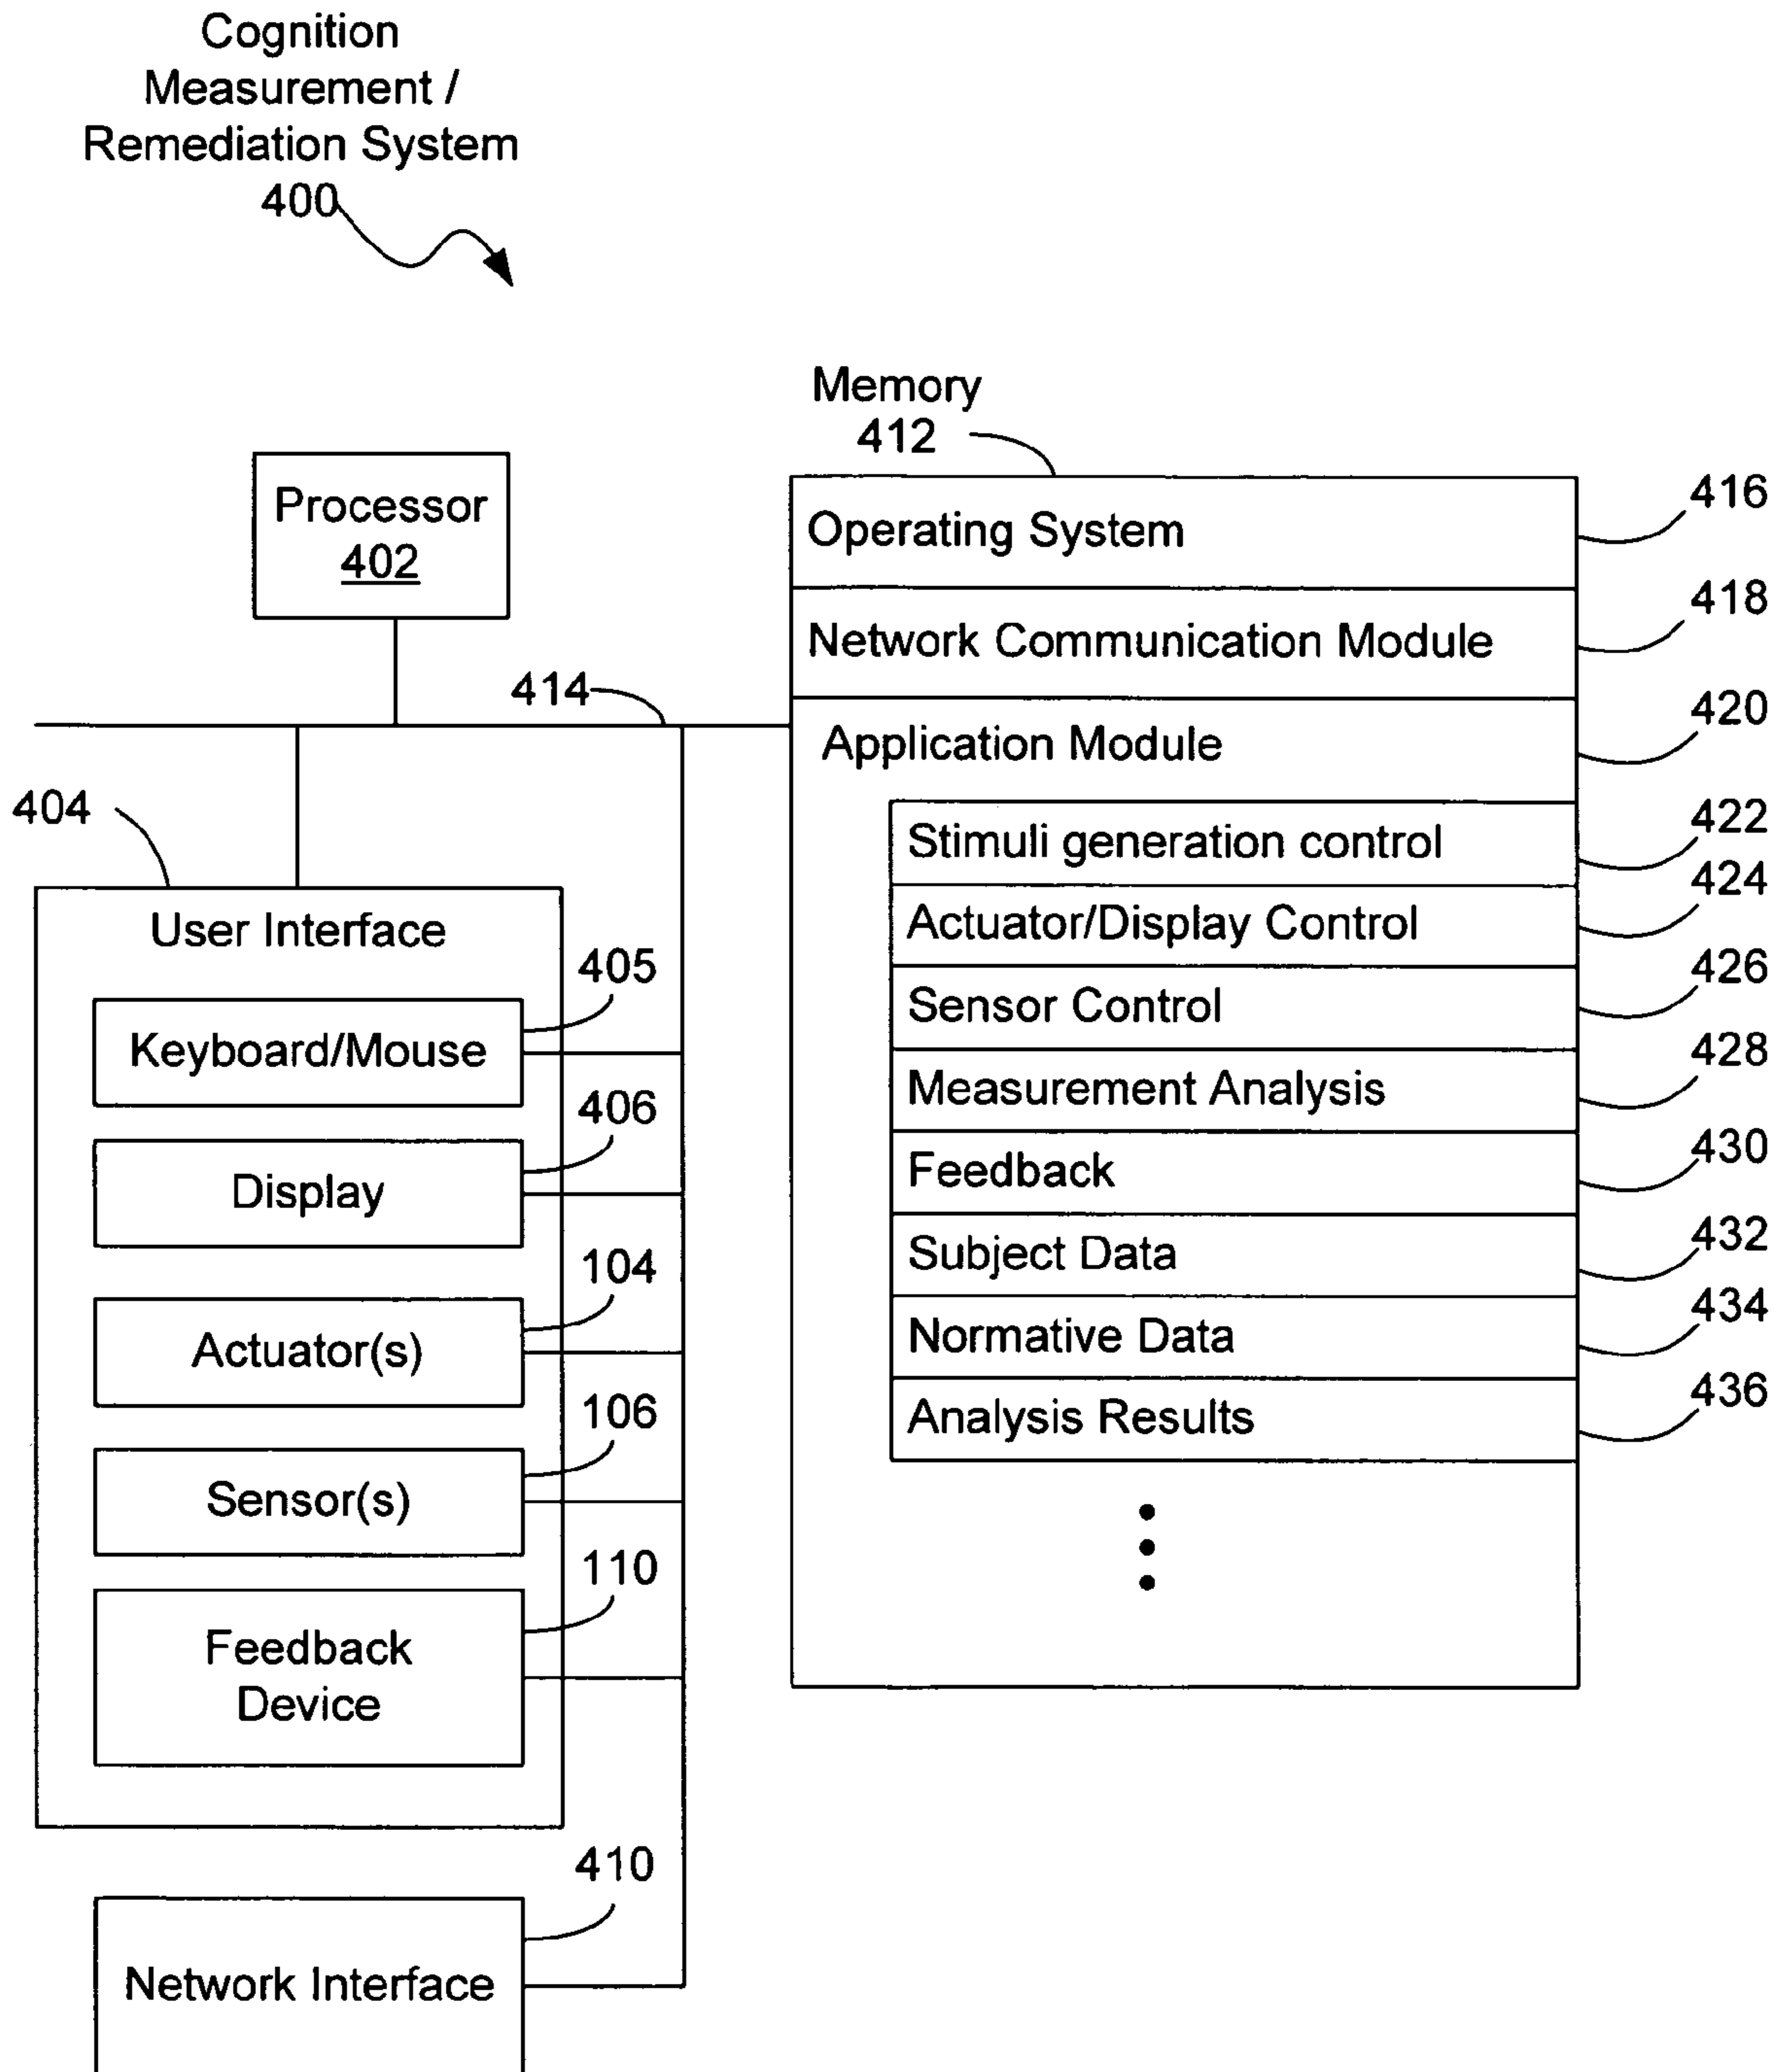 Cognition
Measurement /
Remediation System
400
Memory
412
Processor
402
Operating System
416
Network Communication Module
418
414
Application Module
420
404
Stimuli generation control
422
Actuator/Display Control
424
Sensor Control
426
Measurement Analysis
428
Feedback
430
Subject Data
432
Normative Data
434
Analysis Results
436
User Interface
405
Keyboard/Mouse
406
Display
104
Actuator(s)
106
Sensor(s)
110
Feedback
Device
410
Network Interface